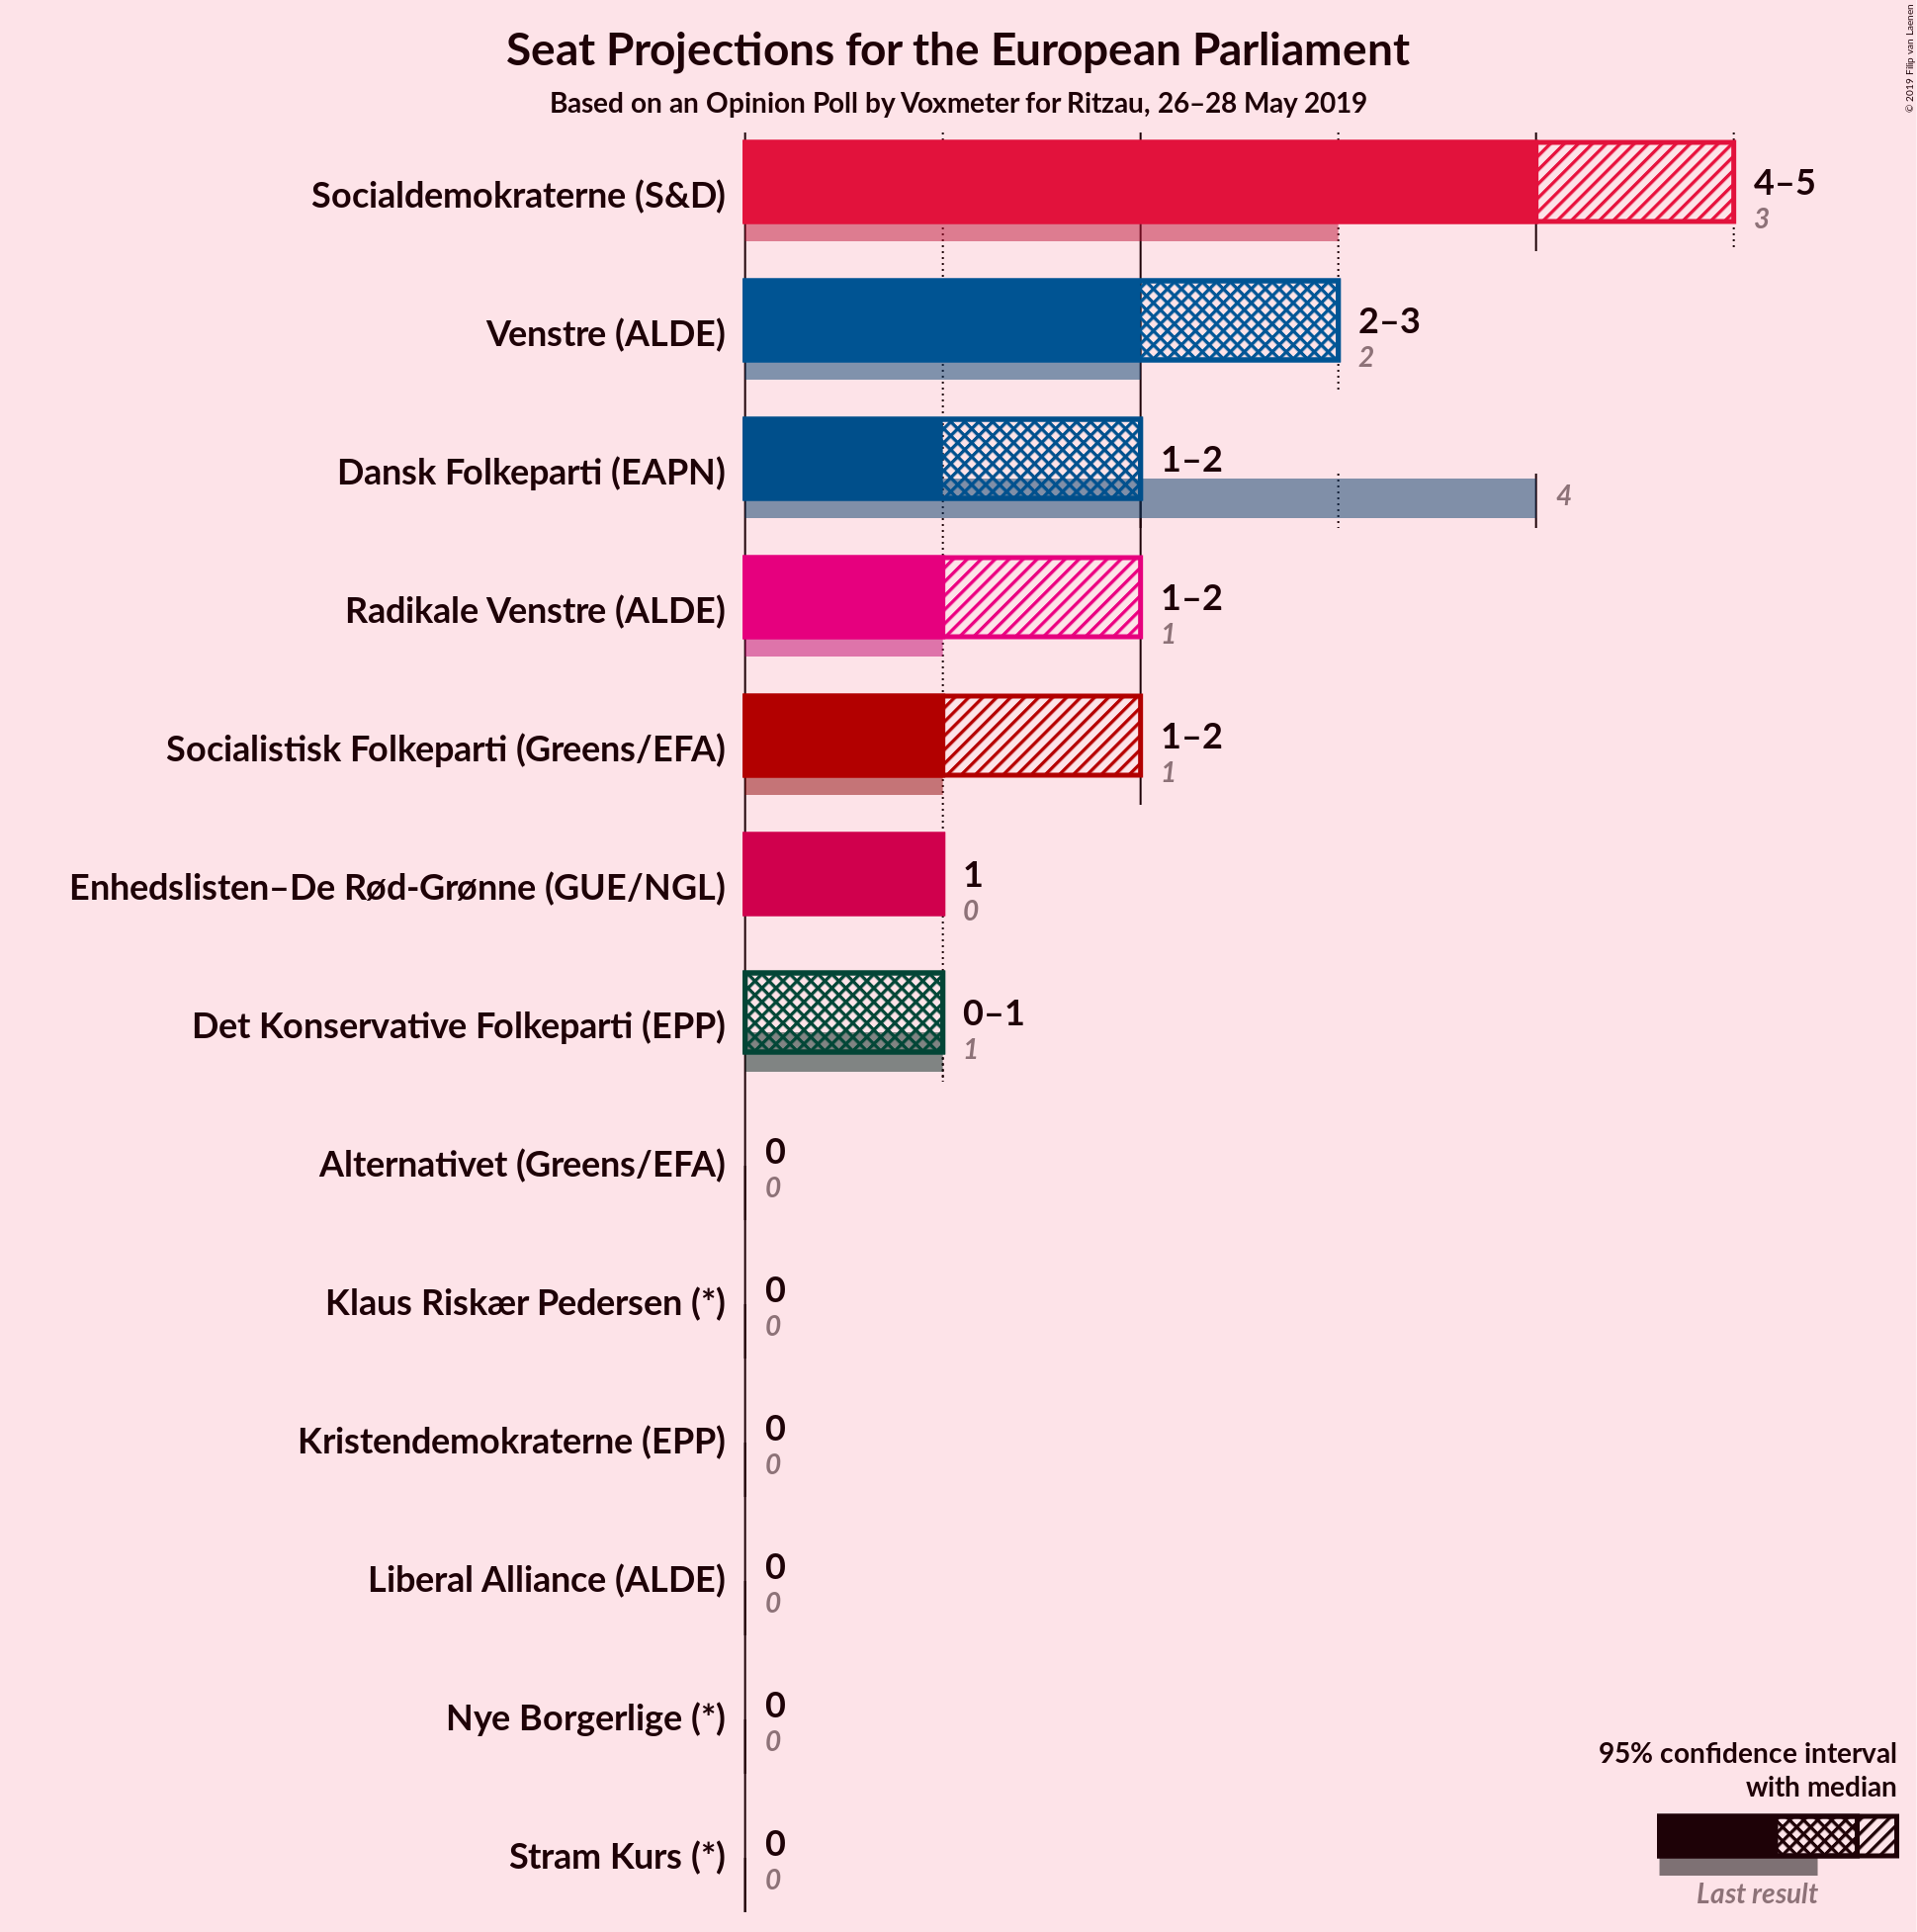 Seat Projections for the European Parliament
Based on an Opinion Poll by Voxmeter for Ritzau, 26–28 May 2019
© 2019 Filip van Laenen
Socialdemokraterne (S&D)
4–5
3
Venstre (ALDE)
2–3
2
Dansk Folkeparti (EAPN)
1–2
4
Radikale Venstre (ALDE)
1–2
1
Socialistisk Folkeparti (Greens/EFA)
1–2
1
Enhedslisten–De Rød-Grønne (GUE/NGL)
1
0
Det Konservative Folkeparti (EPP)
0–1
1
Alternativet (Greens/EFA)
0
0
Klaus Riskær Pedersen (*)
0
0
Kristendemokraterne (EPP)
0
0
Liberal Alliance (ALDE)
0
0
Nye Borgerlige (*)
0
0
Stram Kurs (*)
0
0
95% confidence interval
with median
Last result